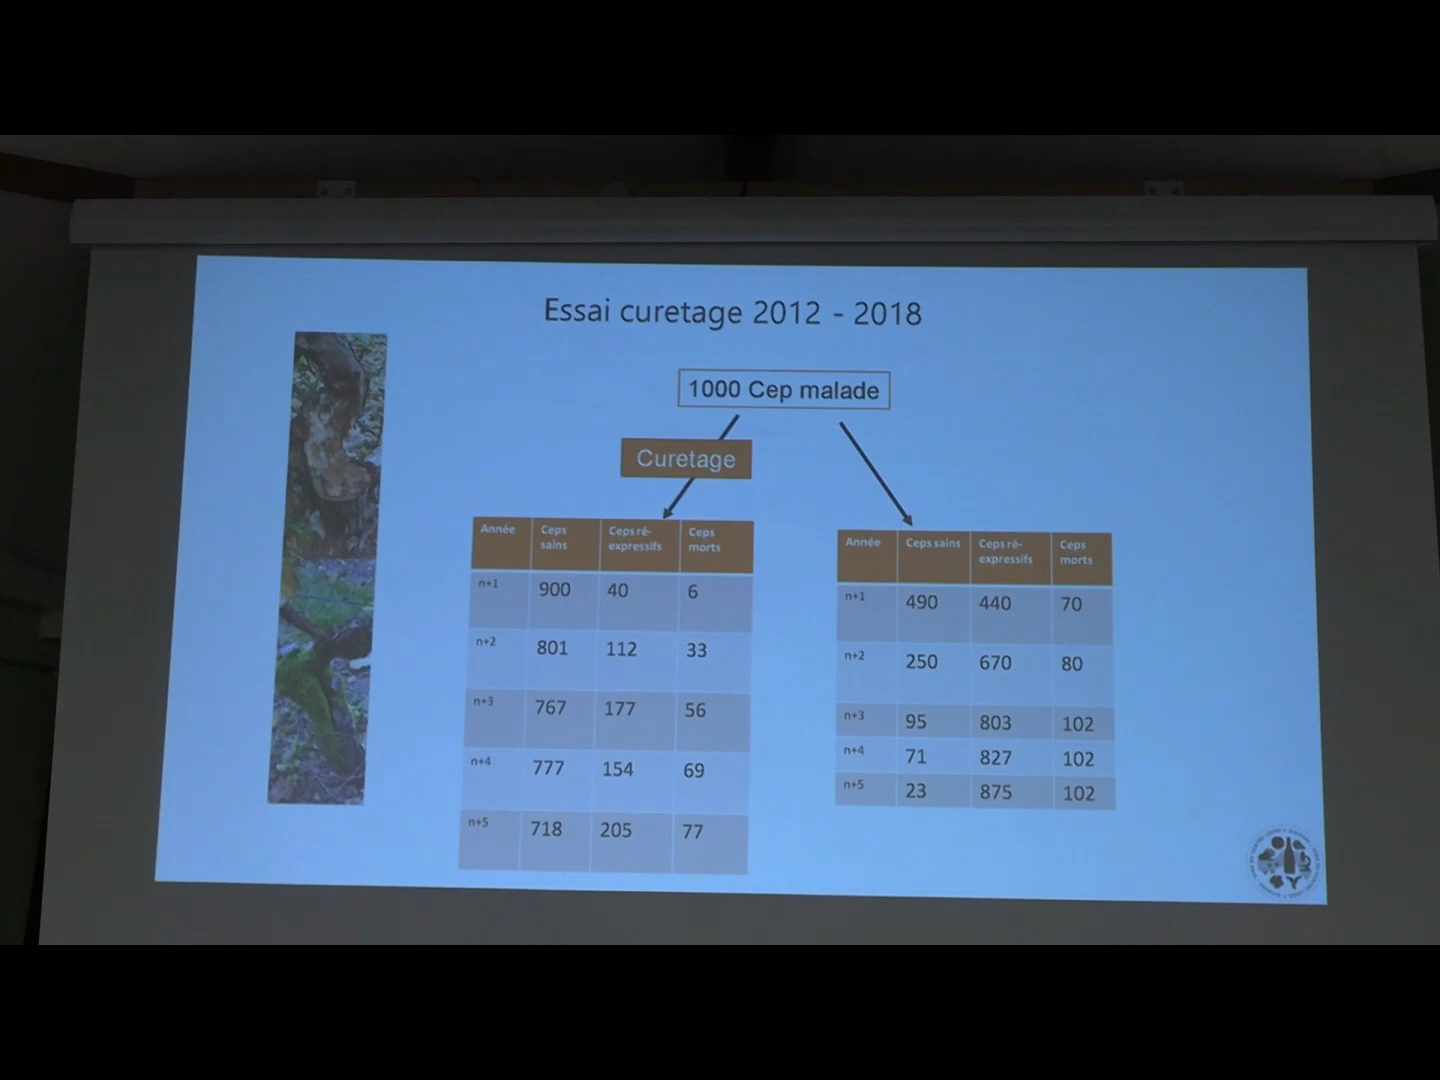 Essai curetage 2012 - 2018
1000 Cep malade
Curetage
Année Ceps sains Ceps ré-expressifs Ceps morts
n+1 900 40 6
n+2 801 112 33
n+3 767 177 56
n+4 777 154 69
n+5 718 205 77
Année Ceps sains Ceps ré-expressifs Ceps morts
n+1 490 440 70
n+2 250 670 80
n+3 95 803 102
n+4 71 827 102
n+5 23 875 102